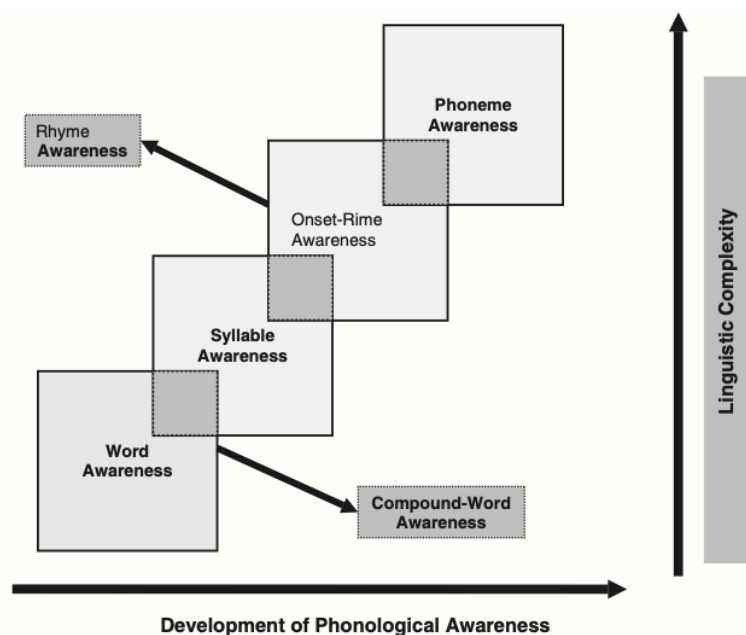 Phoneme
Awareness
Rhyme
Awareness
Onset-Rime
Awareness
Syllable
Awareness
Word
Awareness
Compound-Word
Awareness
Linguistic Complexity
Development of Phonological Awareness